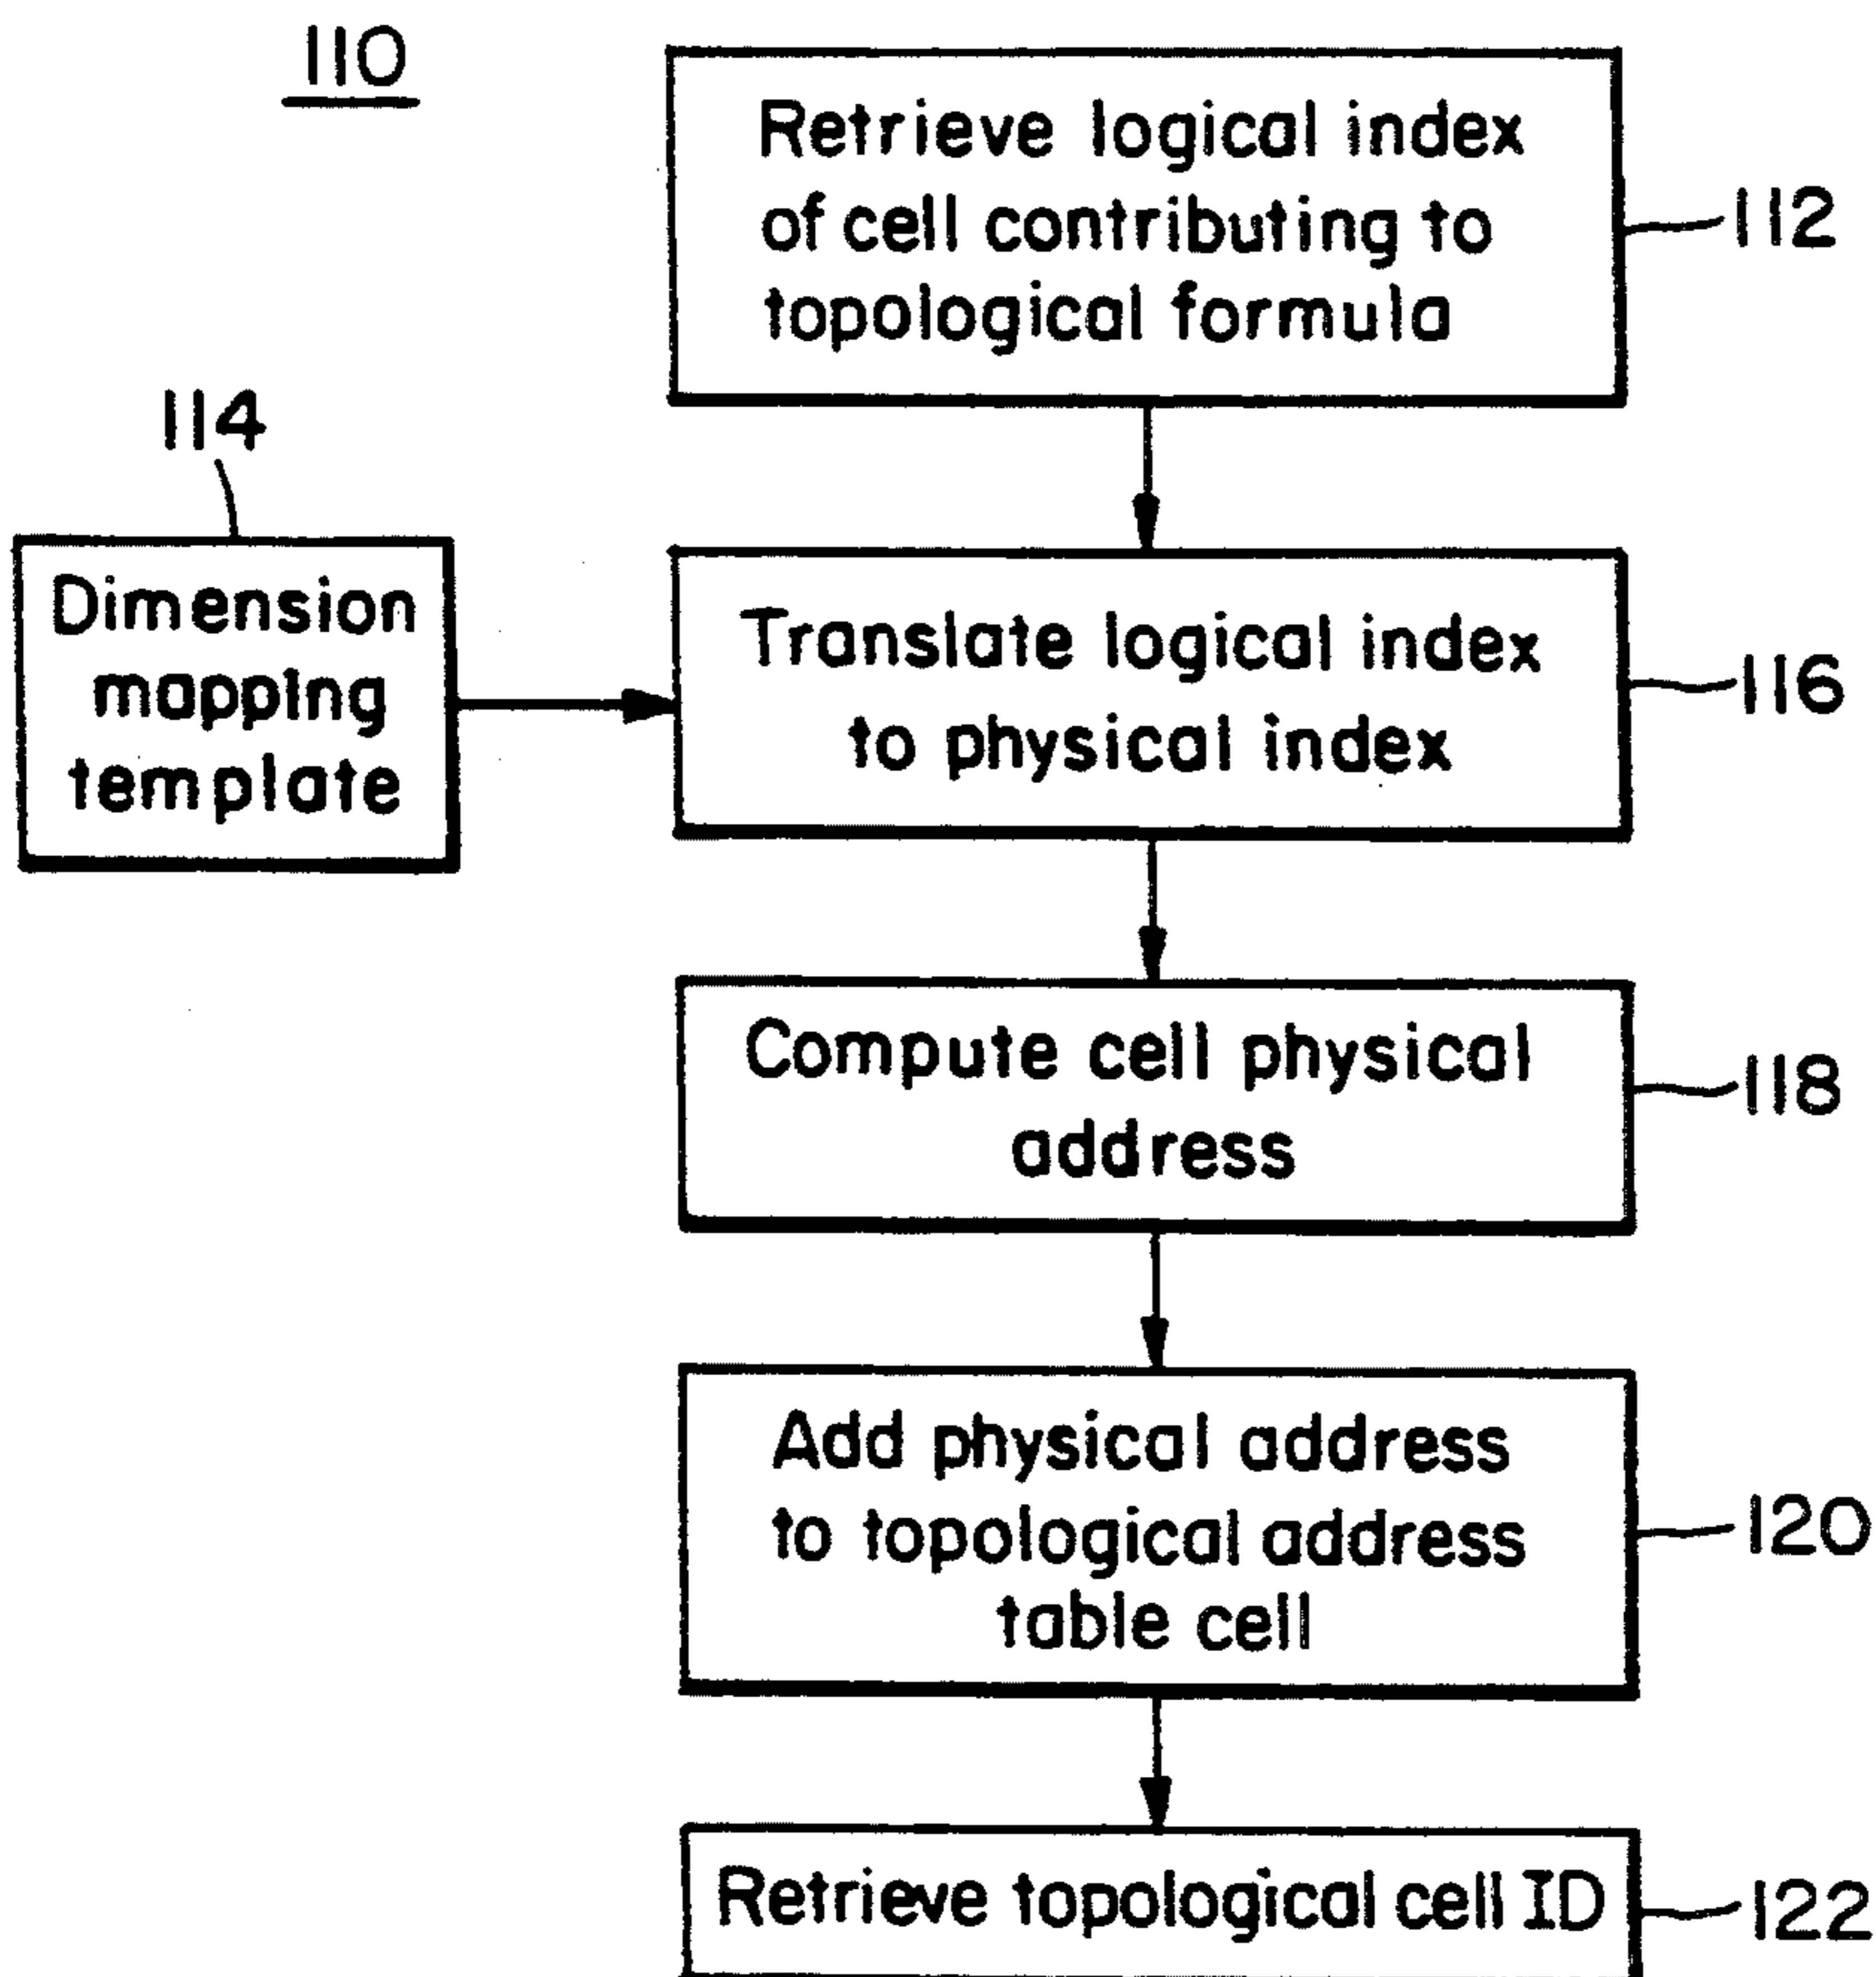 110
Retrieve logical index
of cell contributing to
topological formula
112
114
Dimension
mapping
template
Translate logical index
to physical index
116
Compute cell physical
address
118
Add physical address
to topological address
table cell
120
Retrieve topological cell ID
122